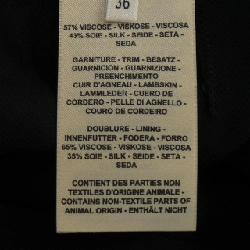 36
57% VISCOSE - VISKOSE - VISCOSA
43% SOIE - SILK - SEIDE - SETA -
SEDA
GARNITURE - TRIM - BESATZ -
GUARNICIÓN - GUARNIZIONE -
PREENCHIMENTO
CUIR D'AGNEAU - LAMBSKIN -
LAMMLEDER - CUERO DE
CORDERO - PELLE DI AGNELLO -
COURO DE CORDEIRO
DOUBLURE - LINING -
INNENFUTTER - FODERA - FORRO
65% VISCOSE - VISKOSE - VISCOSA
35% SOIE - SILK - SEIDE - SETA -
SEDA
CONTIENT DES PARTIES NON
TEXTILES D'ORIGINE ANIMALE -
CONTAINS NON-TEXTILE PARTS OF
ANIMAL ORIGIN - ENTHÄLT NICHT